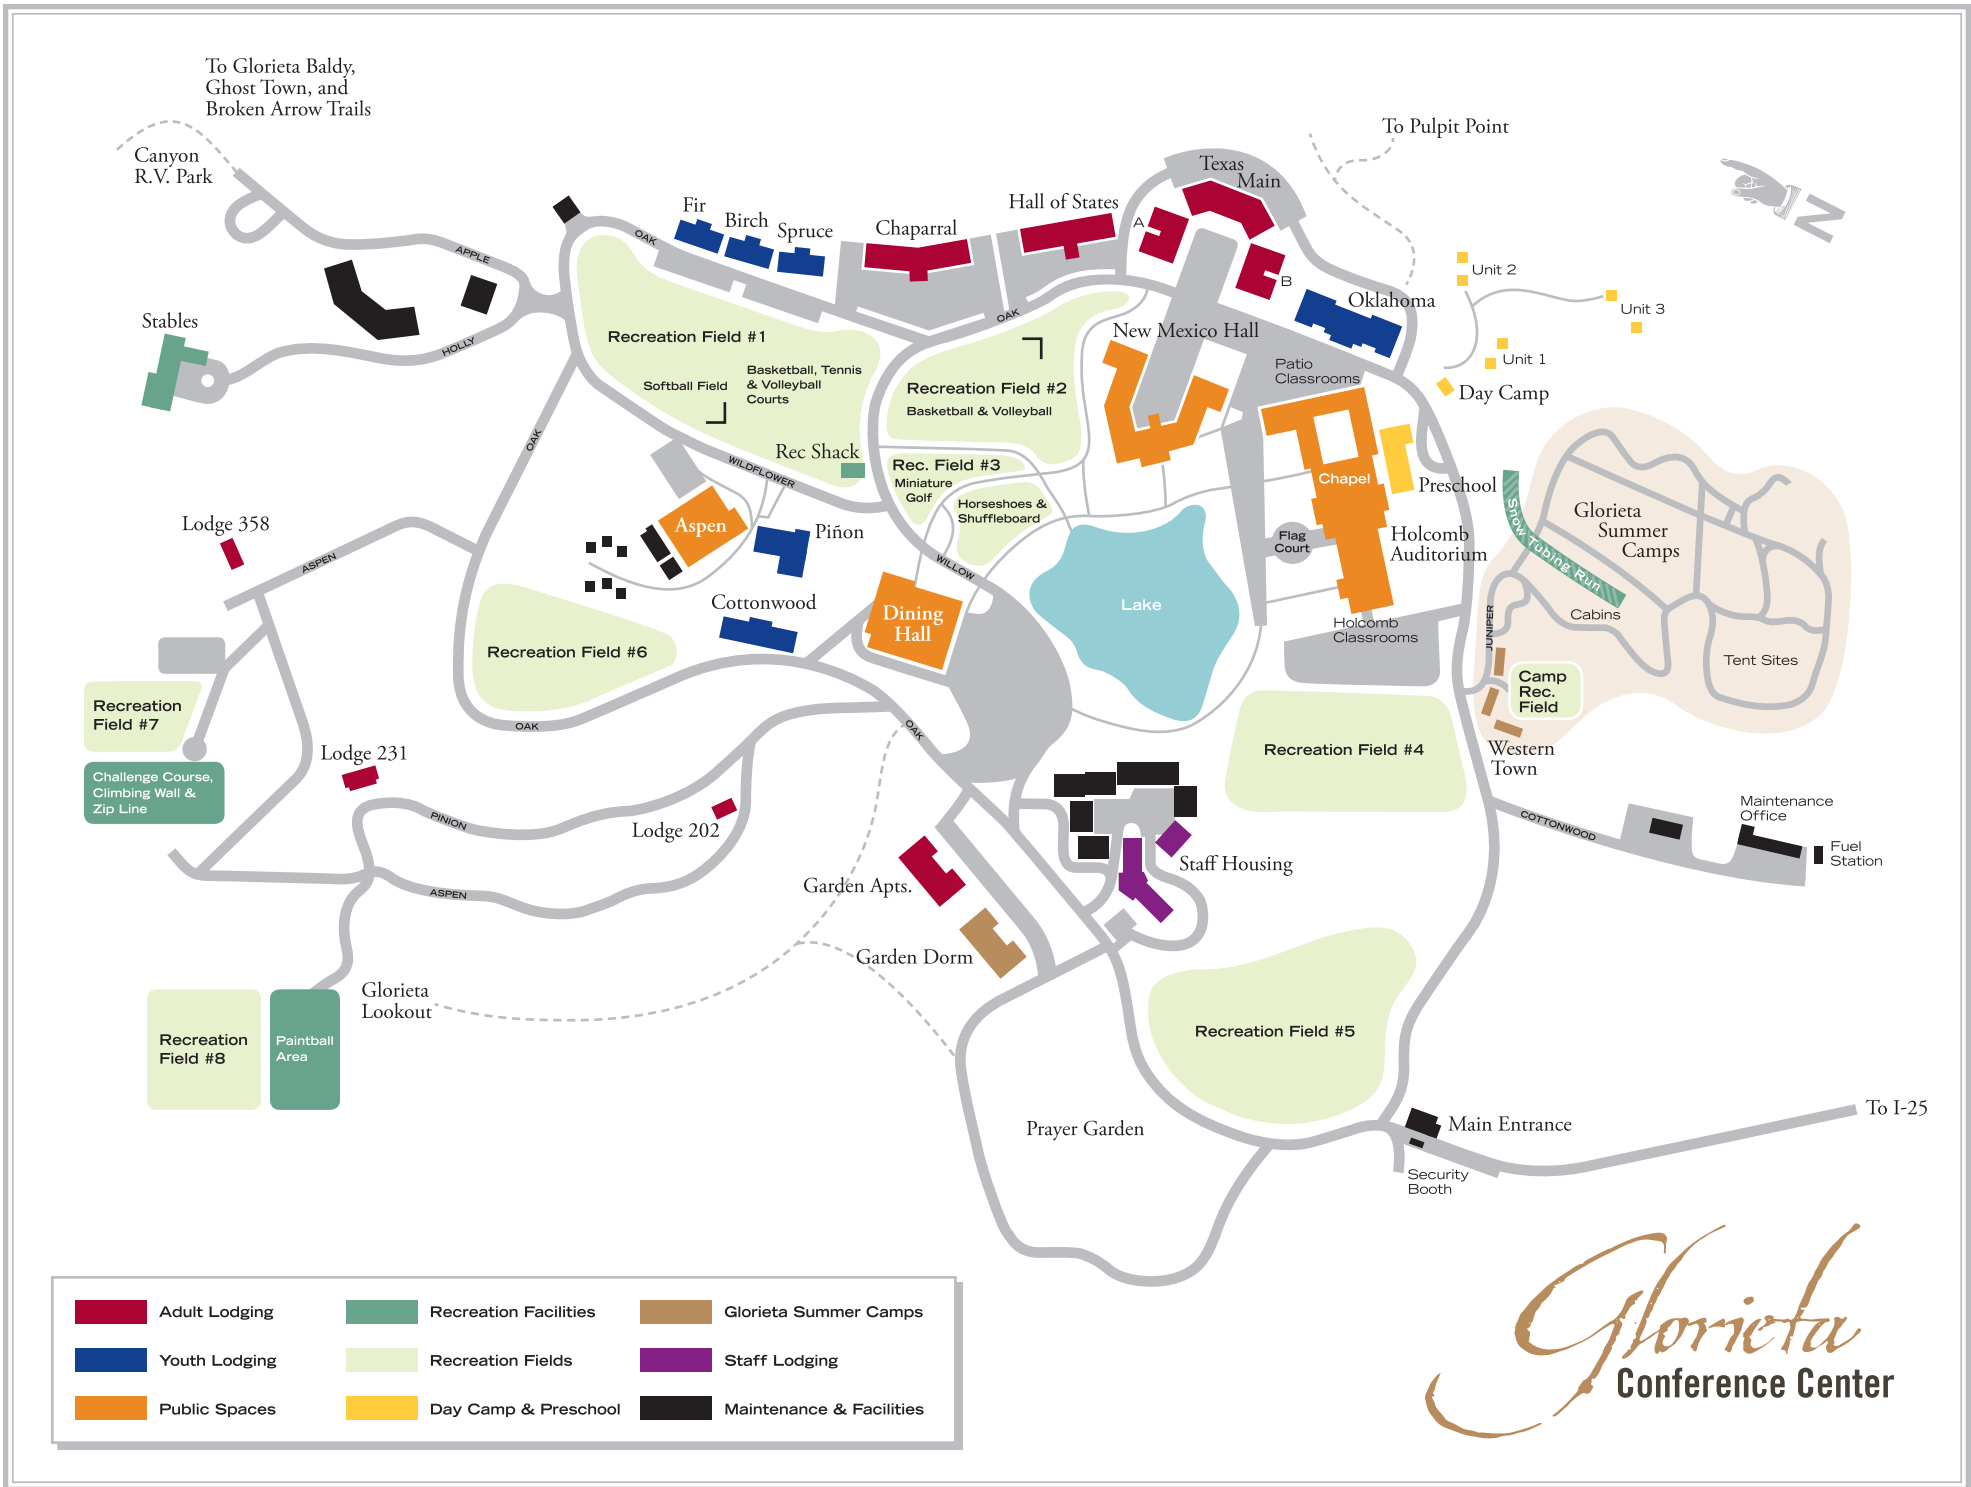 To Glorieta Baldy,
Ghost Town, and
Broken Arrow Trails
Canyon
R.V. Park
To Pulpit Point
Texas
Main
Hall of States
A
B
Fir
Birch
Spruce
Chaparral
OAK
APPLE
HOLLY
Stables
N
Unit 2
Unit 3
Unit 1
Day Camp
Oklahoma
New Mexico Hall
OAK
Patio
Classrooms
Recreation Field #1
Softball Field
Basketball, Tennis
& Volleyball
Courts
Recreation Field #2
Basketball & Volleyball
Rec Shack
WILDFLOWER
OAK
Rec. Field #3
Miniature
Golf
Horseshoes &
Shuffleboard
Chapel
Preschool
Snow Tubing Run
Glorieta
Summer
Camps
Lodge 358
ASPEN
Aspen
Piñon
WILLOW
Flag
Court
Holcomb
Auditorium
Cottonwood
Dining
Hall
Lake
Holcomb
Classrooms
JUNIPER
Cabins
Tent Sites
Recreation Field #6
Camp
Rec.
Field
Recreation
Field #7
OAK
OAK
Recreation Field #4
Western
Town
Lodge 231
Challenge Course,
Climbing Wall &
Zip Line
PINION
Lodge 202
COTTONWOOD
Maintenance
Office
Fuel
Station
Staff Housing
Garden Apts.
ASPEN
Garden Dorm
Glorieta
Lookout
Recreation
Field #8
Paintball
Area
Recreation Field #5
Prayer Garden
Main Entrance
To I-25
Security
Booth
Adult Lodging
Recreation Facilities
Glorieta Summer Camps
Youth Lodging
Recreation Fields
Staff Lodging
Public Spaces
Day Camp & Preschool
Maintenance & Facilities
Glorieta
Conference Center